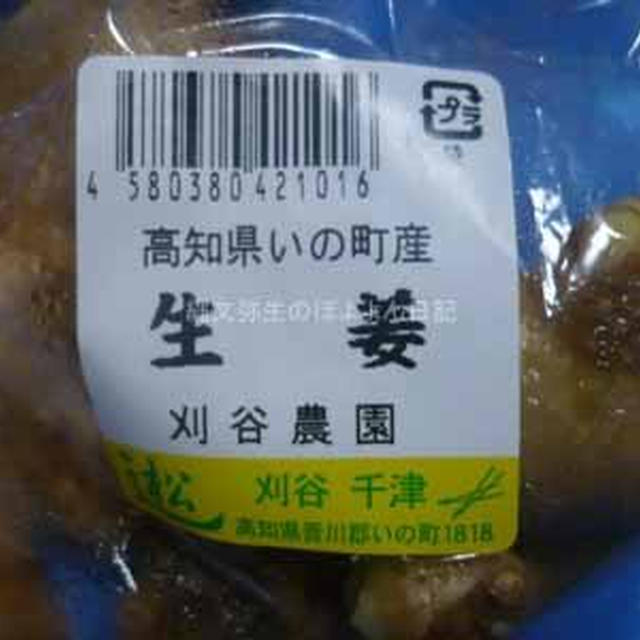 プラ
4 580380 421016
高知県いの町産
生姜
刈谷農園
刈谷 千津
高知県吾川郡いの町1818